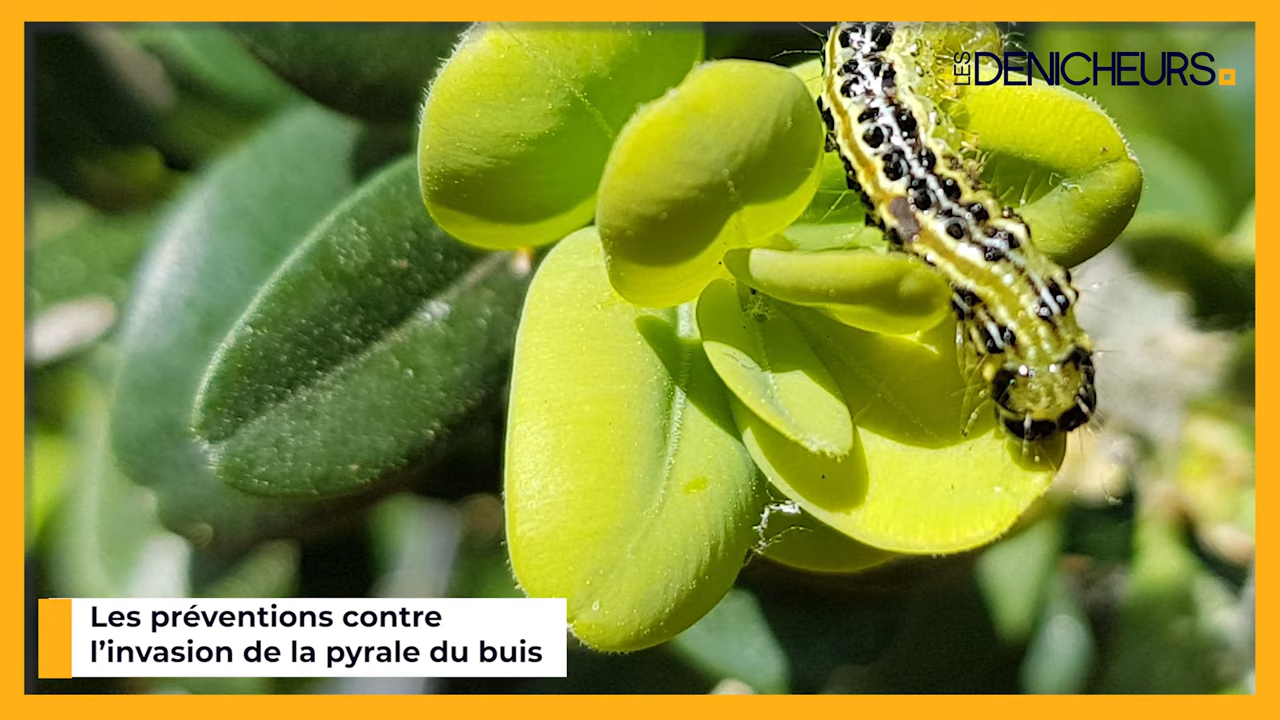 LES DENICHEURS.
Les préventions contre
l’invasion de la pyrale du buis